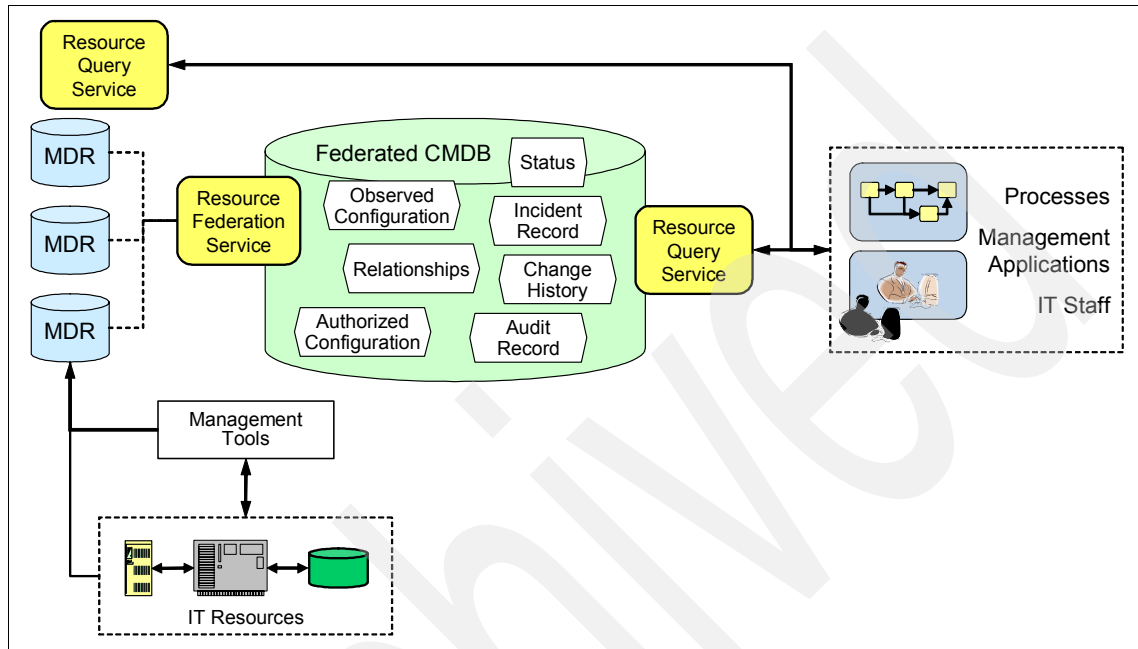 Resource
Query
Service
MDR
MDR
MDR
Resource
Federation
Service
Federated CMDB
Status
Observed
Configuration
Incident
Record
Relationships
Change
History
Authorized
Configuration
Audit
Record
Resource
Query
Service
Processes
Management
Applications
IT Staff
Management
Tools
IT Resources
hived